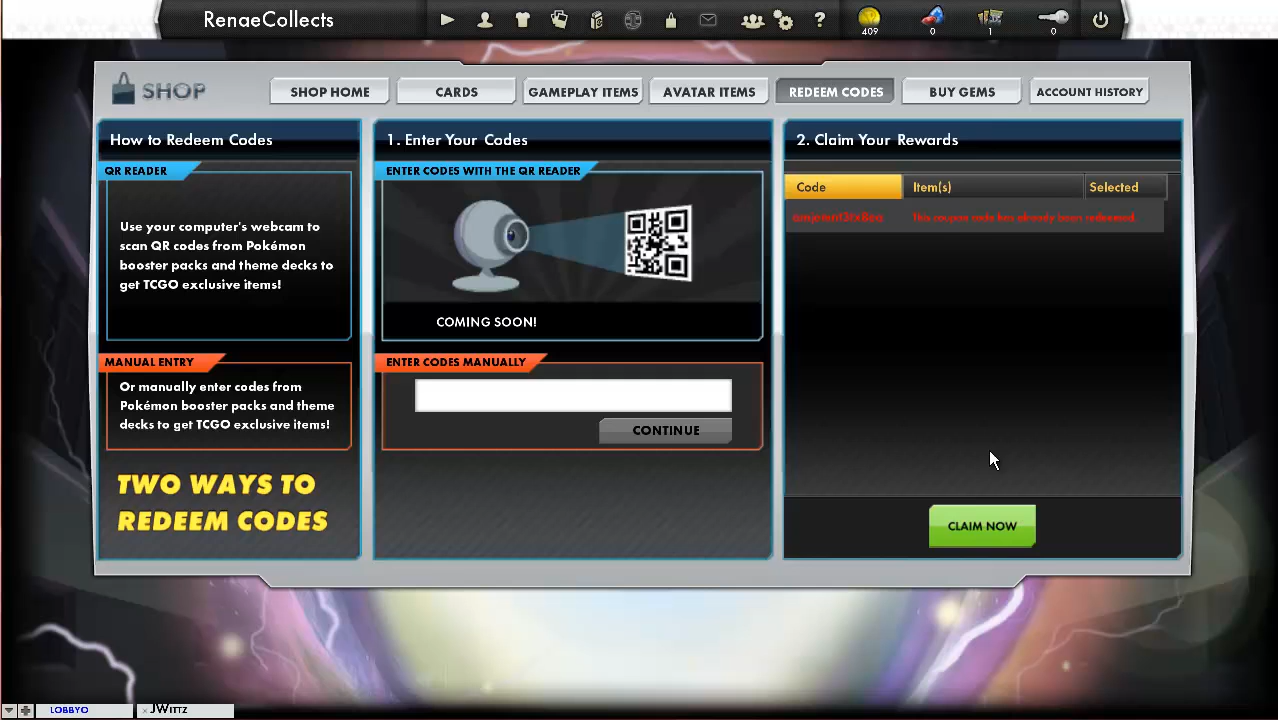 RenaeCollects
409
0
1
0
SHOP
SHOP HOME
CARDS
GAMEPLAY ITEMS
AVATAR ITEMS
REDEEM CODES
BUY GEMS
ACCOUNT HISTORY
How to Redeem Codes
QR READER
Use your computer's webcam to
scan QR codes from Pokémon
booster packs and theme decks to
get TCGO exclusive items!
MANUAL ENTRY
Or manually enter codes from
Pokémon booster packs and theme
decks to get TCGO exclusive items!
TWO WAYS TO
REDEEM CODES
1. Enter Your Codes
ENTER CODES WITH THE QR READER
COMING SOON!
ENTER CODES MANUALLY
CONTINUE
2. Claim Your Rewards
Code Item(s) Selected
This coupon code has already been redeemed.
CLAIM NOW
LOBBY0
JWITTZ